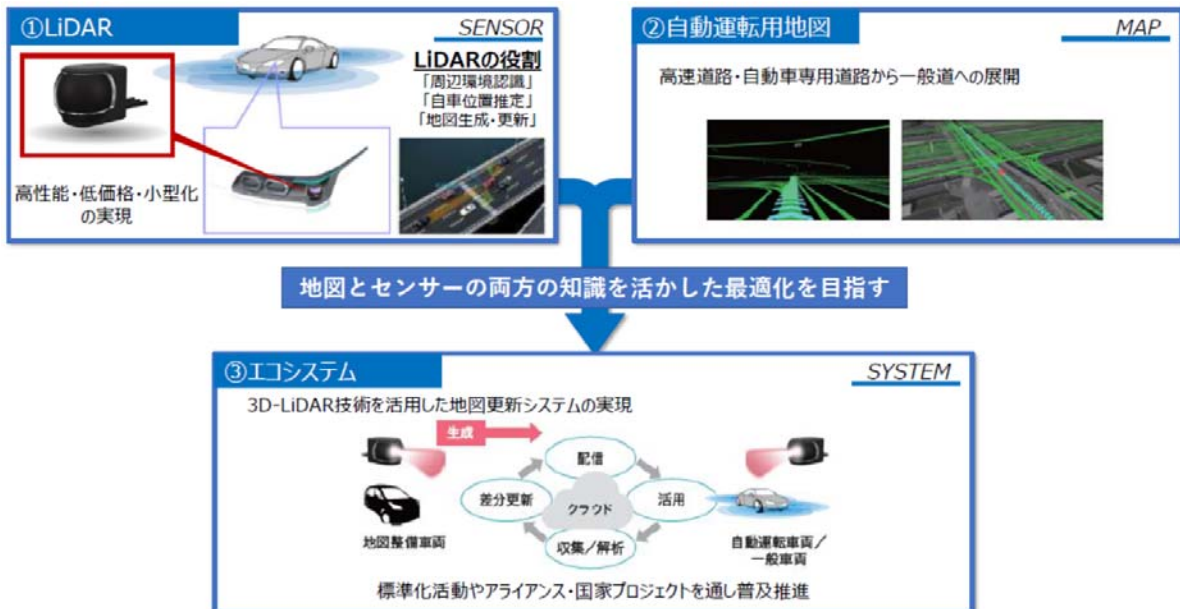 ①LiDAR
SENSOR
LiDARの役割
「周辺環境認識」
「自車位置推定」
「地図生成・更新」
高性能・低価格・小型化
の実現
②自動運転用地図
MAP
高速道路・自動車専用道路から一般道への展開
地図とセンサーの両方の知識を活かした最適化を目指す
③エコシステム
SYSTEM
3D-LiDAR技術を活用した地図更新システムの実現
生成
配信
差分更新
クラウド
活用
収集/解析
地図整備車両
自動運転車両/
一般車両
標準化活動やアライアンス・国家プロジェクトを通し普及推進